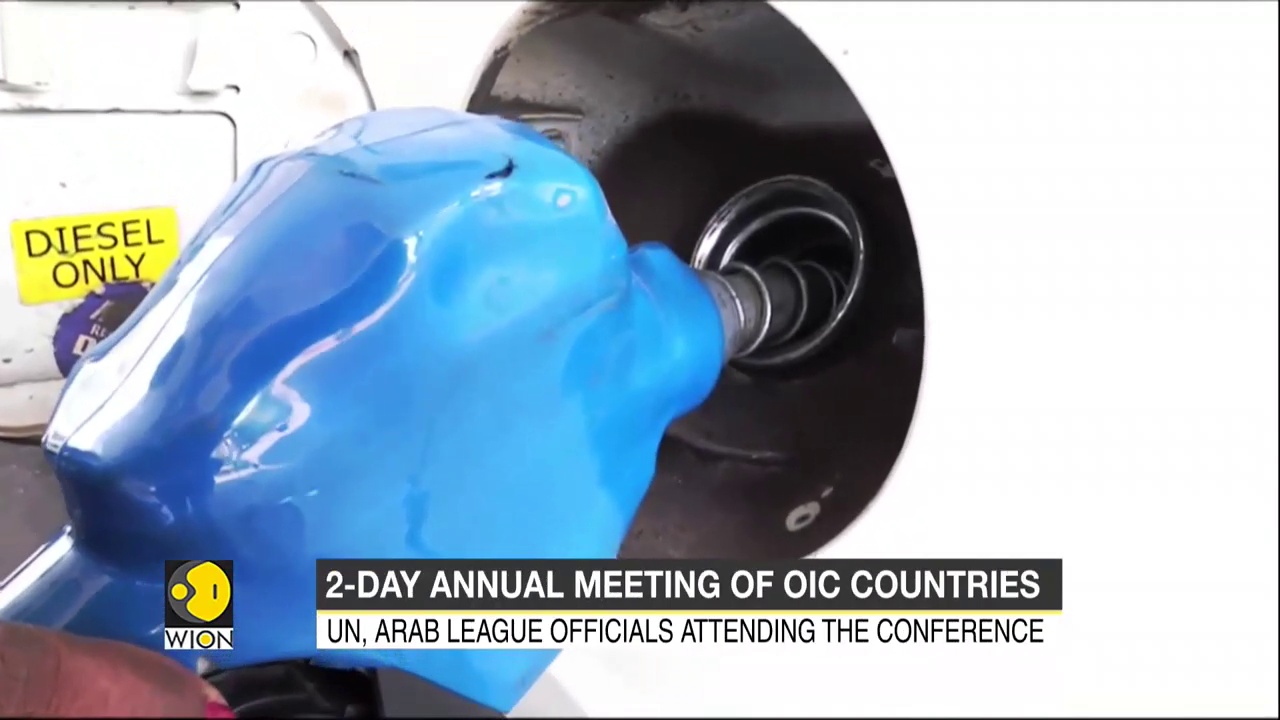 DIESEL
ONLY
2-DAY ANNUAL MEETING OF OIC COUNTRIES
UN, ARAB LEAGUE OFFICIALS ATTENDING THE CONFERENCE
WION